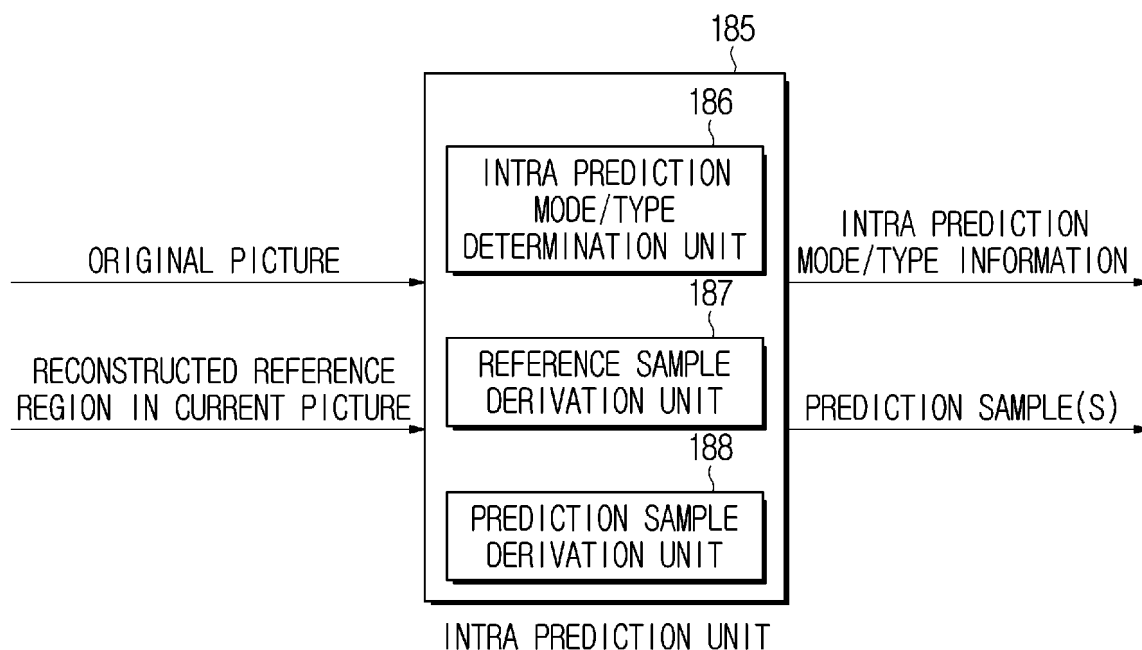 185
186
INTRA PREDICTION
MODE/TYPE
DETERMINATION UNIT
ORIGINAL PICTURE
INTRA PREDICTION
MODE/TYPE INFORMATION
187
RECONSTRUCTED REFERENCE
REGION IN CURRENT PICTURE
REFERENCE SAMPLE
DERIVATION UNIT
PREDICTION SAMPLE(S)
188
PREDICTION SAMPLE
DERIVATION UNIT
INTRA PREDICTION UNIT